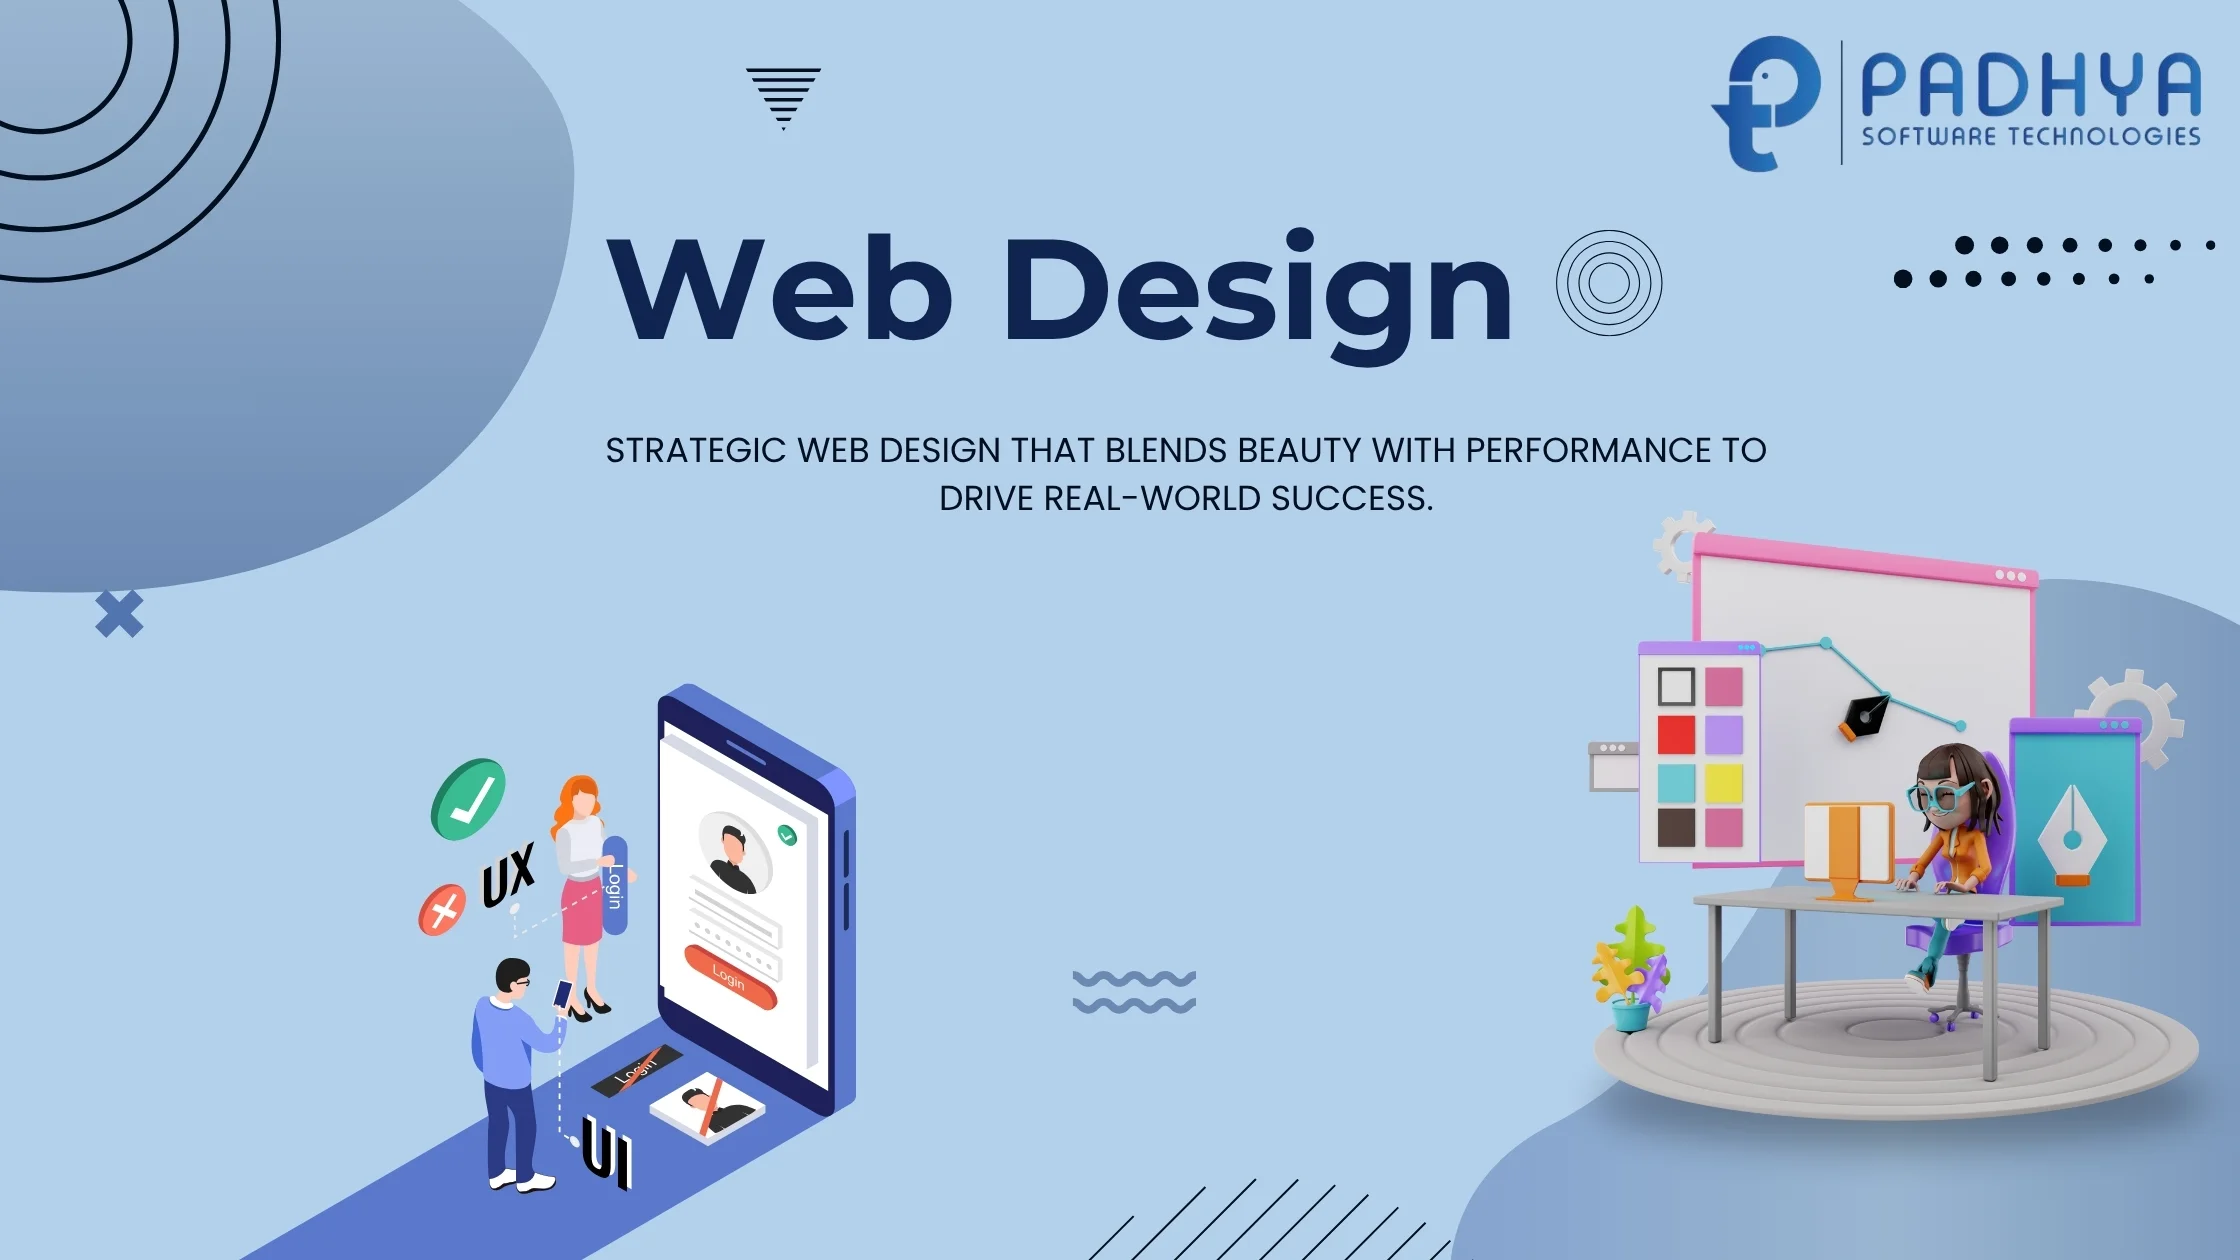 PADHYA
SOFTWARE TECHNOLOGIES
Web Design
STRATEGIC WEB DESIGN THAT BLENDS BEAUTY WITH PERFORMANCE TO
DRIVE REAL-WORLD SUCCESS.
UX
Login
Login
Login
UI